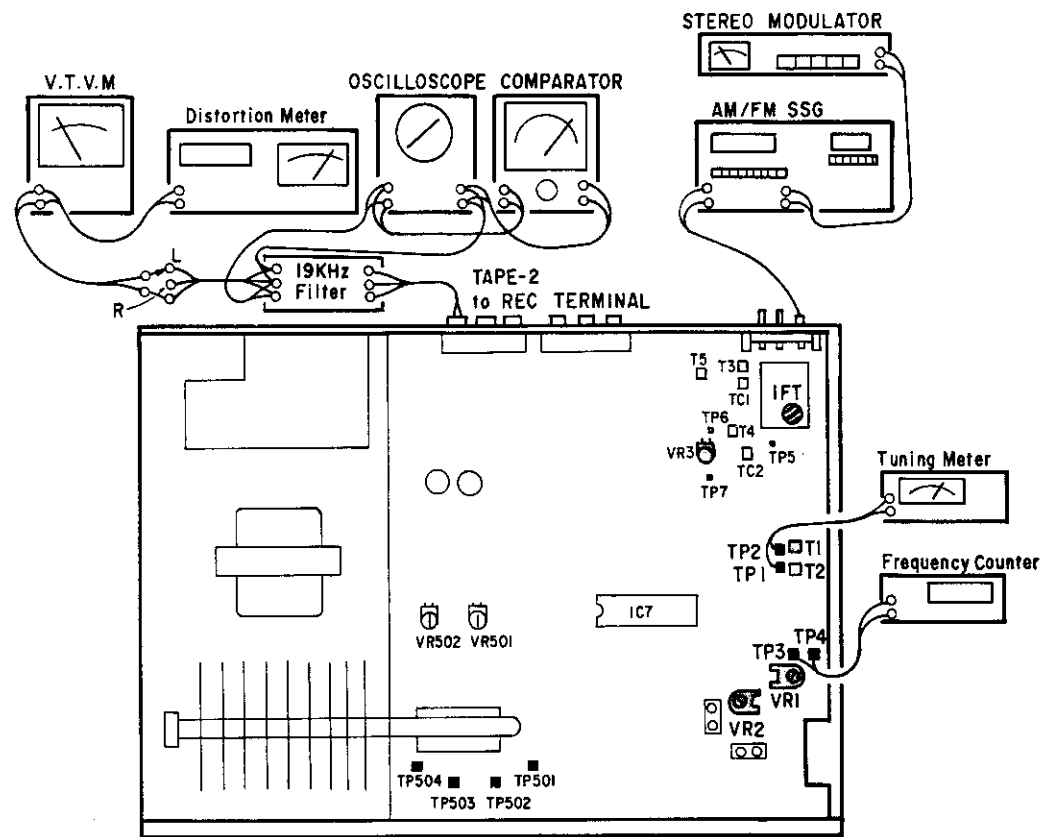 STEREO MODULATOR
V.T.V.M
OSCILLOSCOPE COMPARATOR
Distortion Meter
AM/FM SSG
L
R
19KHz
Filter
TAPE-2
to REC TERMINAL
T5
T3
TC1
IFT
TP6
T4
VR3
TC2
TP5
TP7
Tuning Meter
TP2
T1
TP1
T2
Frequency Counter
IC7
VR502
VR501
TP3
TP4
VR1
VR2
TP504
TP501
TP503
TP502